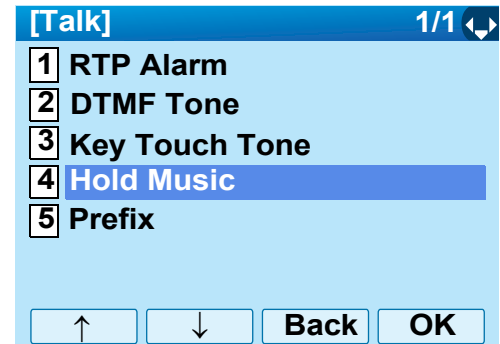 [Talk] 1/1
1 RTP Alarm
2 DTMF Tone
3 Key Touch Tone
4 Hold Music
5 Prefix
↑ ↓ Back OK